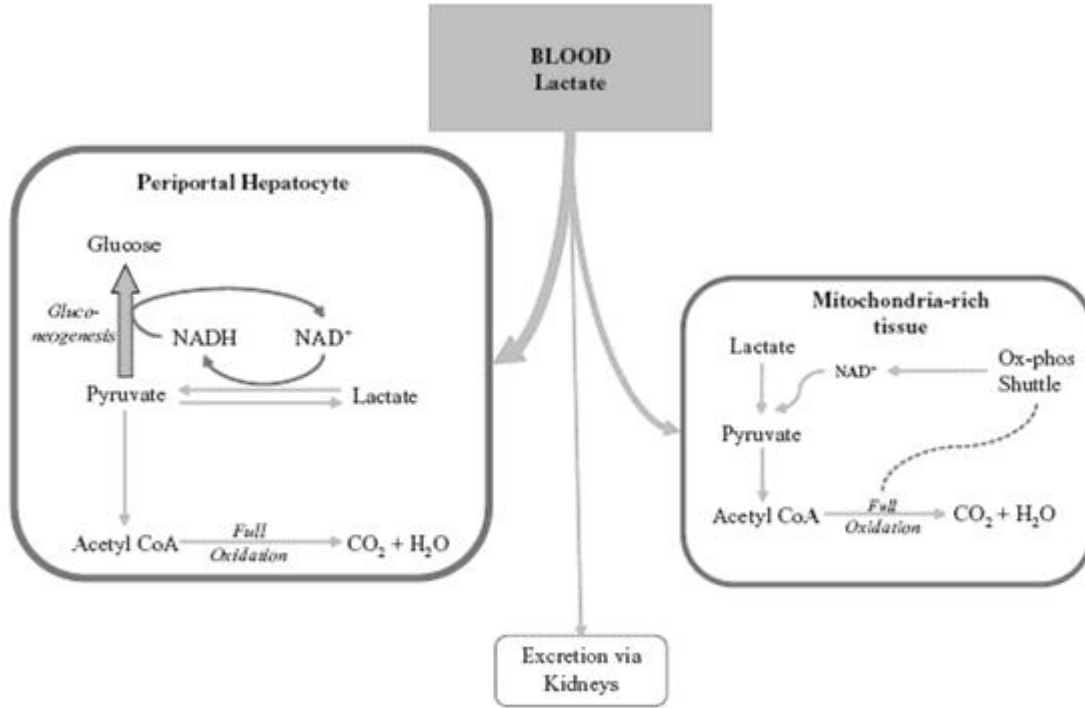 BLOOD
Lactate
Periportal Hepatocyte
Glucose
Gluco-
neogenesis
NADH
NAD⁺
Pyruvate
Lactate
Acetyl CoA
Full
Oxidation
CO₂ + H₂O
Mitochondria-rich
tissue
Lactate
NAD⁺
Ox-phos
Shuttle
Pyruvate
Acetyl CoA
Full
Oxidation
CO₂ + H₂O
Excretion via
Kidneys